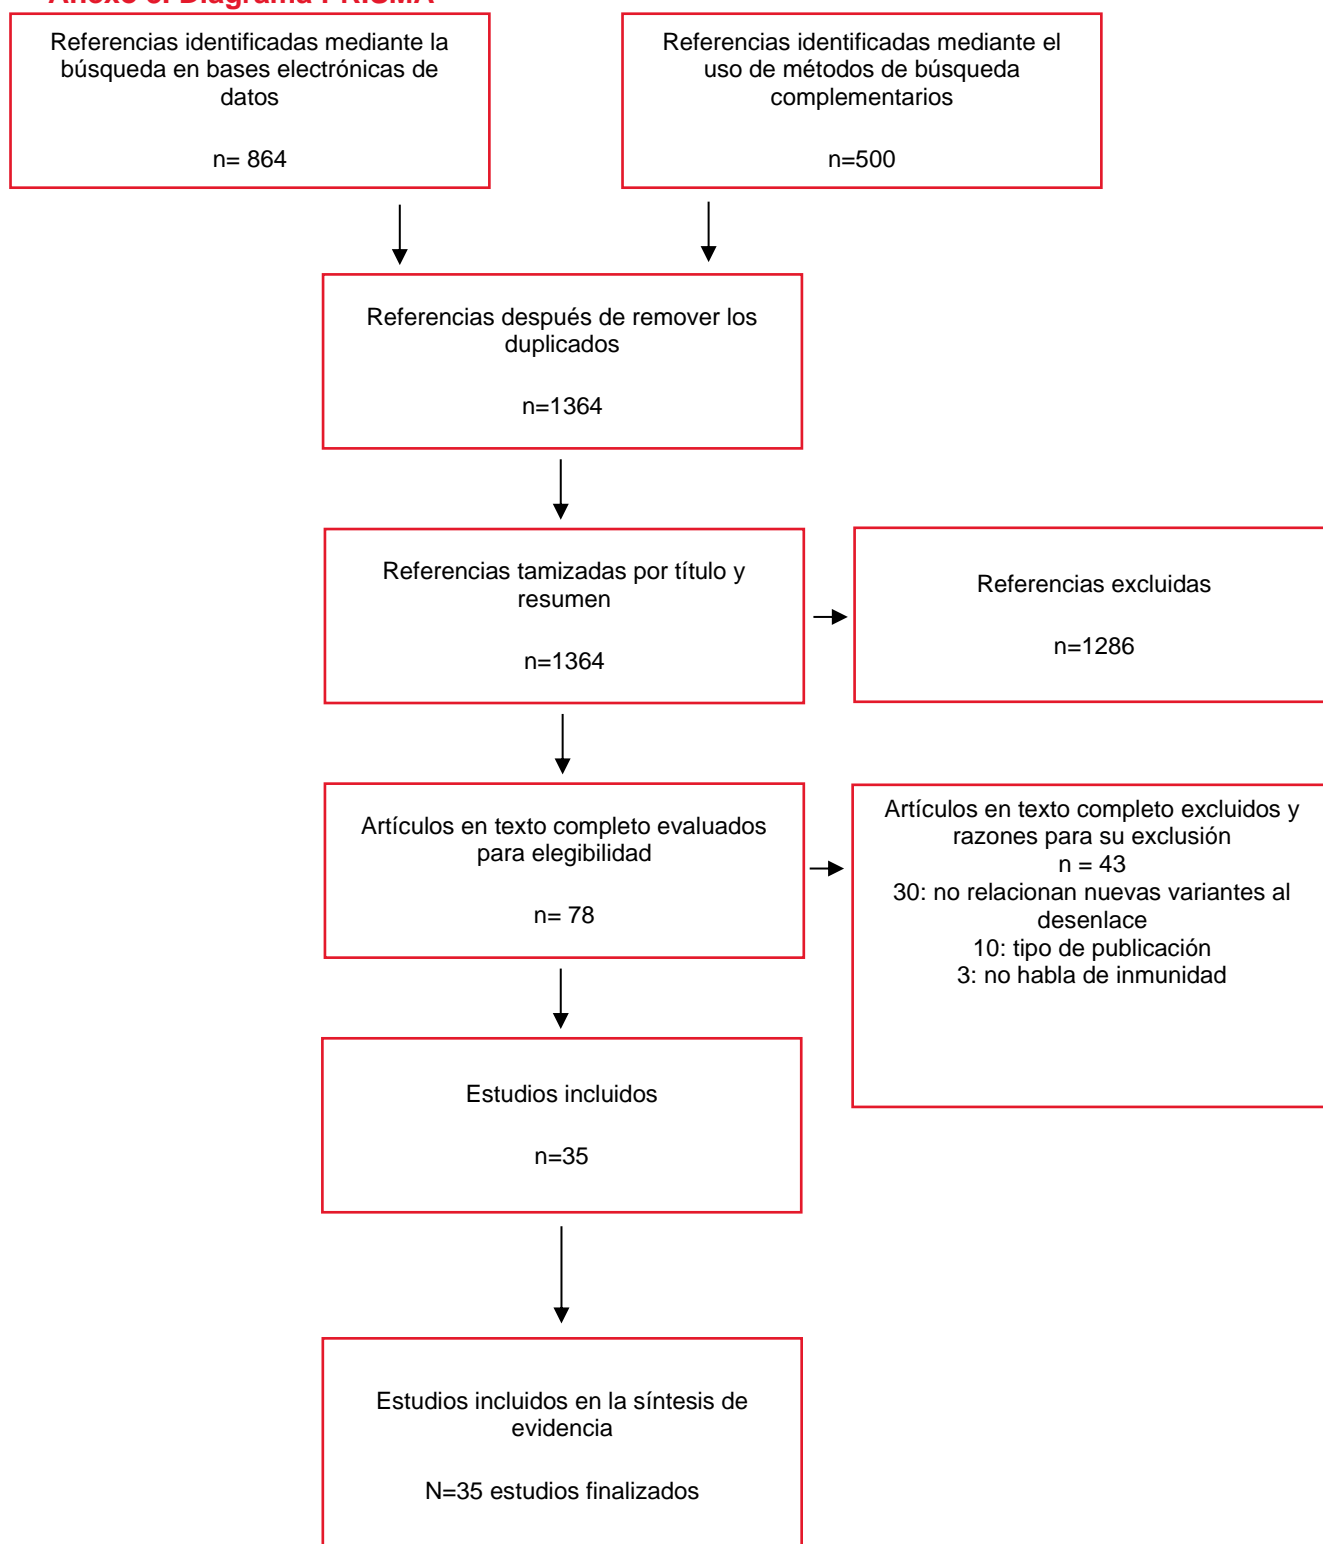 Anexo 3. Diagrama PRISMA
Referencias identificadas mediante la
búsqueda en bases electrónicas de
datos
n= 864
Referencias identificadas mediante el
uso de métodos de búsqueda
complementarios
n=500
Referencias después de remover los
duplicados
n=1364
Referencias tamizadas por título y
resumen
n=1364
Referencias excluidas
n=1286
Artículos en texto completo evaluados
para elegibilidad
n= 78
Artículos en texto completo excluidos y
razones para su exclusión
n = 43
30: no relacionan nuevas variantes al
desenlace
10: tipo de publicación
3: no habla de inmunidad
Estudios incluidos
n=35
Estudios incluidos en la síntesis de
evidencia
N=35 estudios finalizados